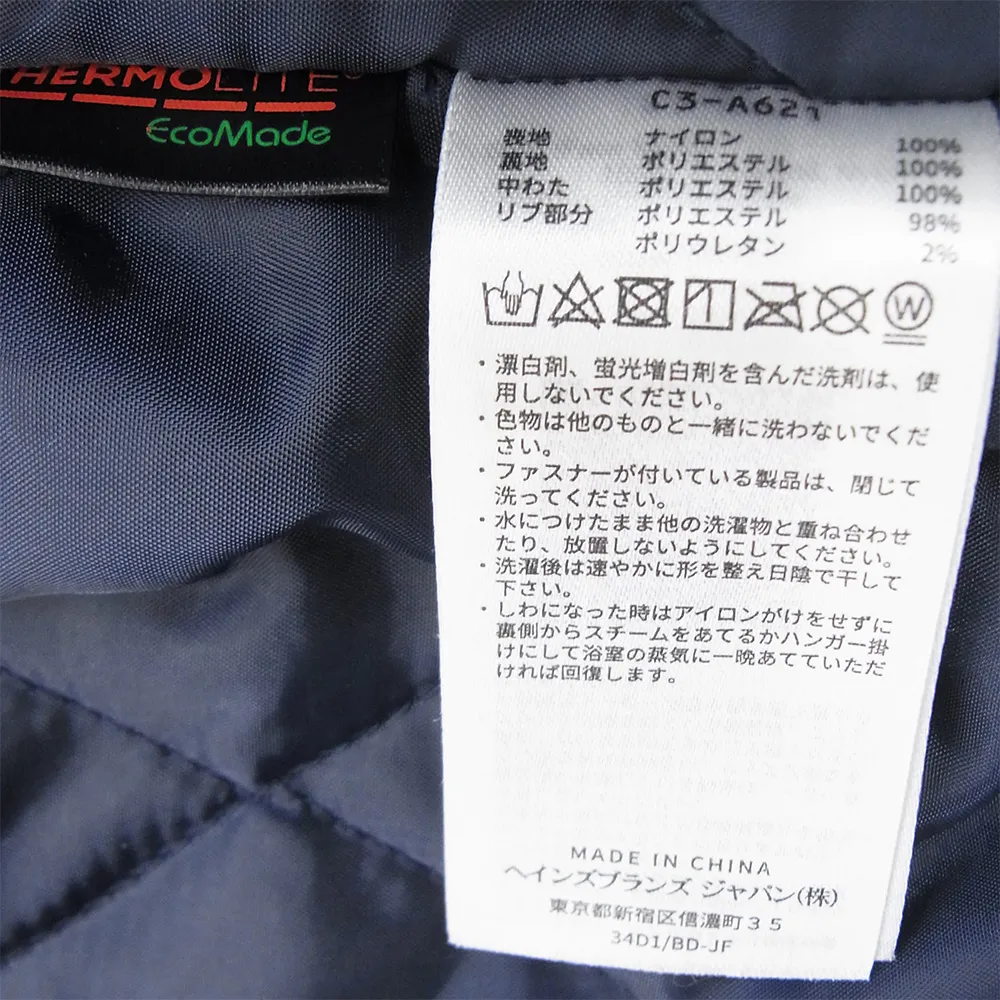 THERMOLITE
EcoMade
C3-A621
表地 ナイロン 100%
裏地 ポリエステル 100%
中わた ポリエステル 100%
リブ部分 ポリエステル 98%
ポリウレタン 2%
W
・漂白剤、蛍光増白剤を含んだ洗剤は、使
用しないでください。
・色物は他のものと一緒に洗わないでくだ
さい。
・ファスナーが付いている製品は、閉じて
洗ってください。
・水につけたまま他の洗濯物と重ね合わせ
たり、放置しないようにしてください。
・洗濯後は速やかに形を整え日陰で干して
下さい。
・しわになった時はアイロンがけをせずに
裏側からスチームをあてるかハンガー掛
けにして浴室の蒸気に一晩あてていただ
ければ回復します。
MADE IN CHINA
ヘインズブランズ ジャパン(株)
東京都新宿区信濃町35
34D1/BD-JF